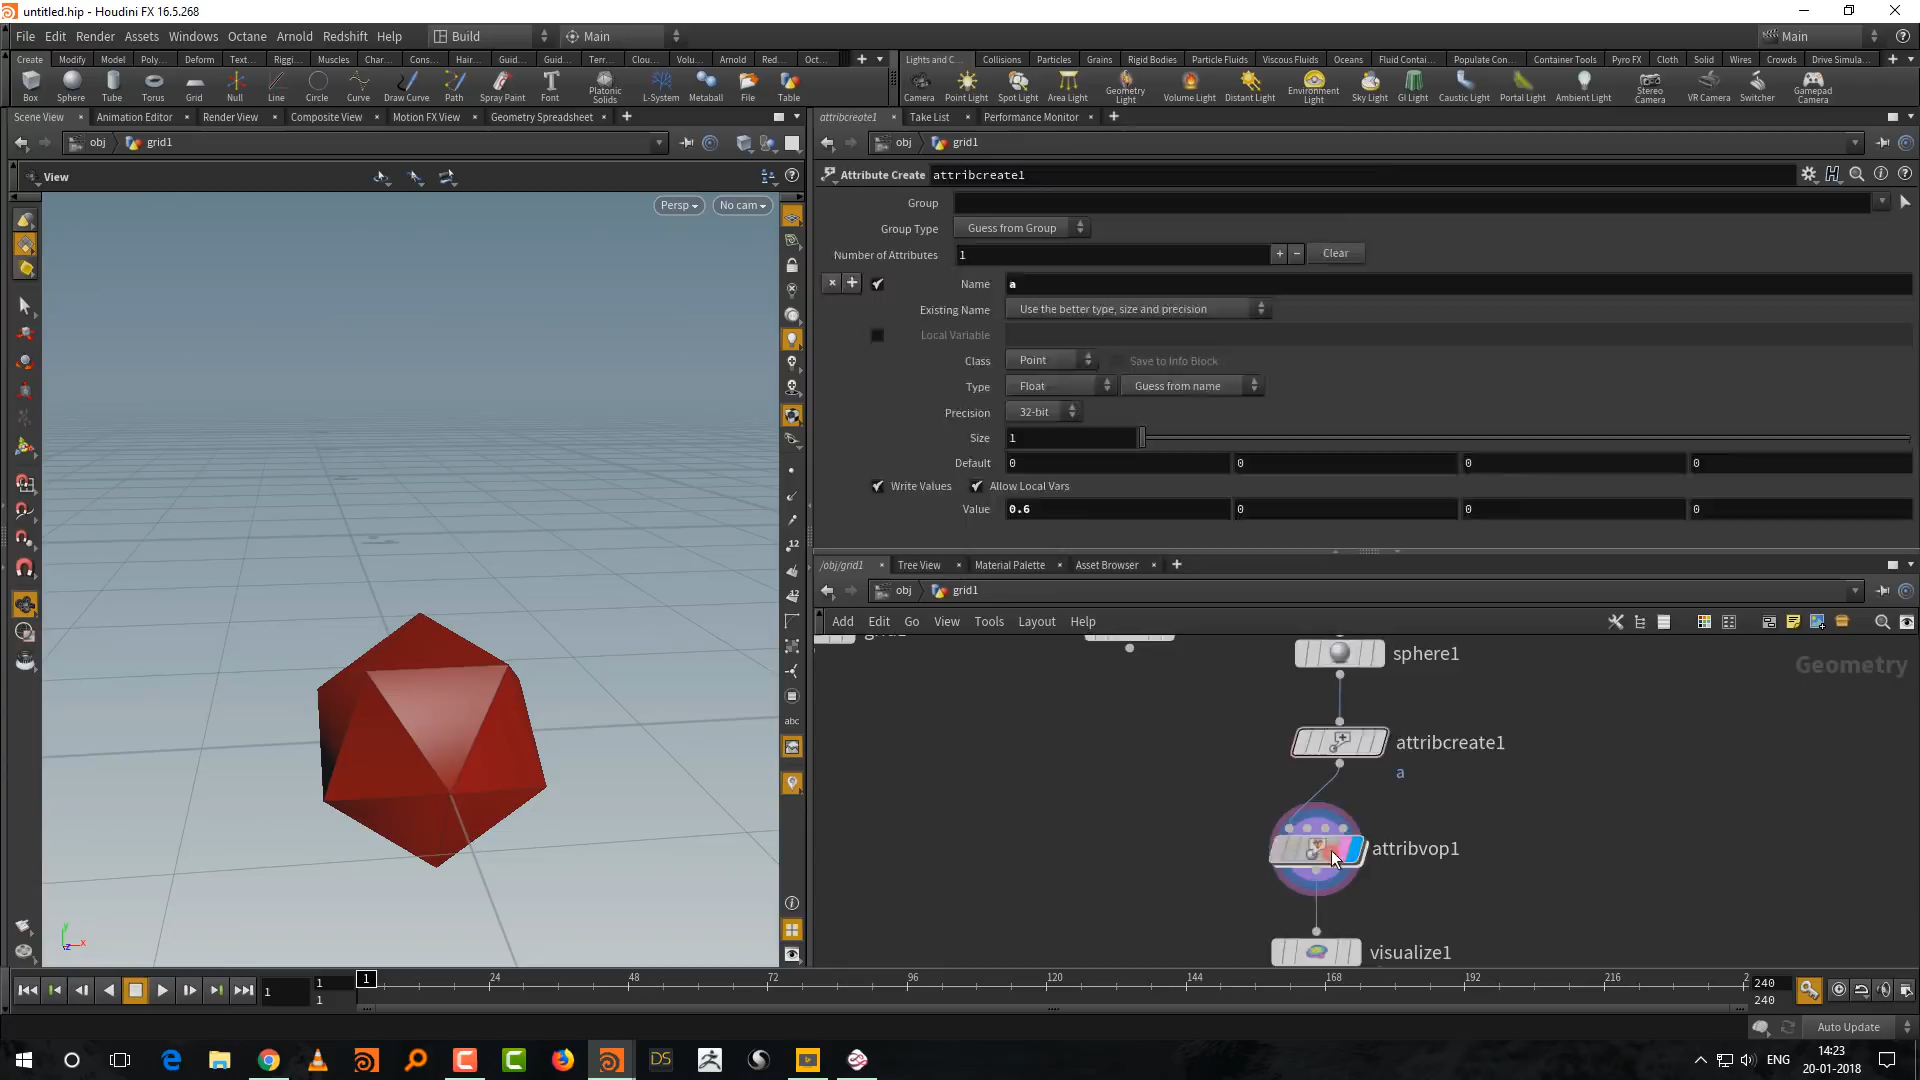 untitled.hip - Houdini FX 16.5.268
File Edit Render Assets Windows Octane Arnold Redshift Help Build Main Main
Create Modify Model Poly... Deform Text... Riggi... Muscles Char... Cons... Hair... Guid... Guid... Terr... Clou... Volu... Arnold Red... Oct...
Lights and C... Collisions Particles Grains Rigid Bodies Particle Fluids Viscous Fluids Oceans Fluid Contai... Populate Con... Container Tools Pyro FX Cloth Solid Wires Crowds Drive Simula...
Box Sphere Tube Torus Grid Null Line Circle Curve Draw Curve Path Spray Paint Font Platonic Solids L-System Metaball File Table
Camera Point Light Spot Light Area Light Geometry Light Volume Light Distant Light Environment Light Sky Light GI Light Caustic Light Portal Light Ambient Light Stereo Camera VR Camera Switcher Gamepad Camera
Scene View Animation Editor Render View Composite View Motion FX View Geometry Spreadsheet
attribcreate1 Take List Performance Monitor
obj grid1
obj grid1
View
Persp No cam
Attribute Create attribcreate1
Group
Group Type Guess from Group
Number of Attributes 1 + - Clear
Name a
Existing Name Use the better type, size and precision
Local Variable
Class Point Save to Info Block
Type Float Guess from name
Precision 32-bit
Size 1
Default 0 0 0 0
Write Values Allow Local Vars
Value 0.6 0 0 0
/obj/grid1 Tree View Material Palette Asset Browser
obj grid1
Add Edit Go View Tools Layout Help
Geometry
sphere1
attribcreate1
a
attribvop1
visualize1
12
12
abc
y
x
z
1 1 1 1 24 48 72 96 120 144 168 192 216 2 240
240
Auto Update
DS
ENG
14:23
20-01-2018